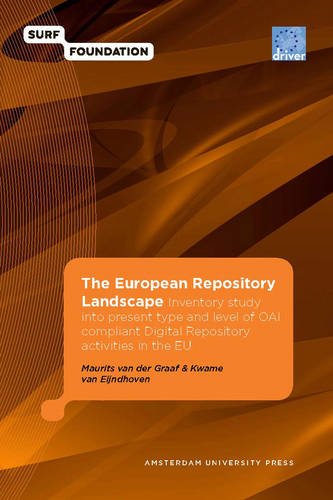 SURF
FOUNDATION
driver
The European Repository
Landscape Inventory study
into present type and level of OAI
compliant Digital Repository
activities in the EU
Maurits van der Graaf & Kwame
van Eijndhoven
AMSTERDAM UNIVERSITY PRESS